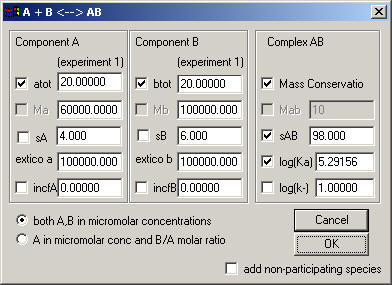 A + B <--> AB
Component A
Component B
Complex AB
(experiment 1)
(experiment 1)
atot 20.00000
btot 20.00000
Mass Conservatio
Ma 60000.0000
Mb 100000.000
Mab 10
sA 4.000
sB 6.000
sAB 98.000
extico a 100000.000
extico b 100000.000
log(Ka) 5.29156
incfA 0.00000
incfB 0.00000
log(k-) 1.00000
both A,B in micromolar concentrations
Cancel
A in micromolar conc and B/A molar ratio
OK
add non-participating species